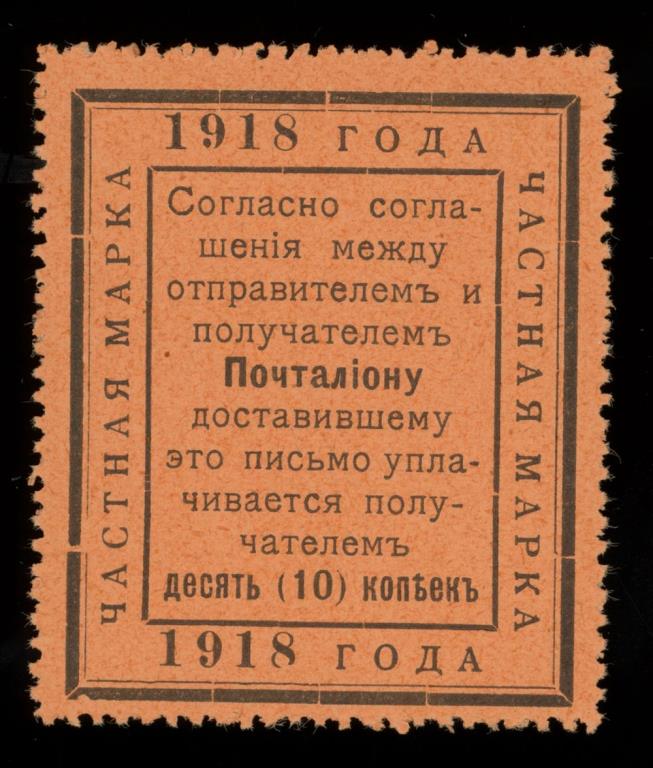 1918 ГОДА
ЧАСТНАЯ МАРКА
Согласно согла-
шенія между
отправителемъ и
получателемъ
Почталіону
доставившему
это письмо упла-
чивается полу-
чателемъ
десять (10) копѣекъ
ЧАСТНАЯ МАРКА
1918 ГОДА